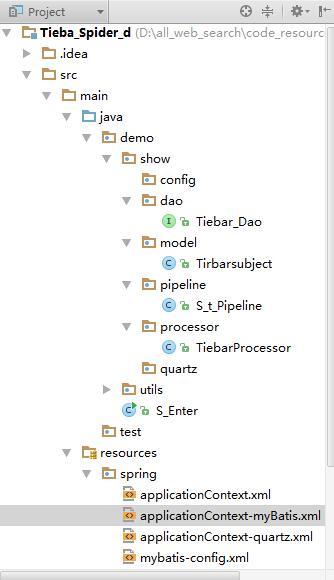 Project
Tieba_Spider_d (D:\all_web_search\code_resourc
.idea
src
main
java
demo
show
config
dao
I Tiebar_Dao
model
C Tirbarsubject
pipeline
C S_t_Pipeline
processor
C TiebarProcessor
quartz
utils
C S_Enter
test
resources
spring
applicationContext.xml
applicationContext-myBatis.xml
applicationContext-quartz.xml
mybatis-config.xml